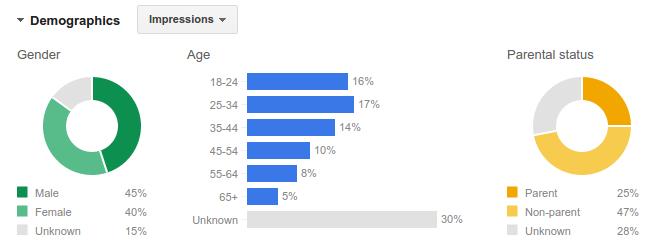 Demographics Impressions
Gender
Male 45%
Female 40%
Unknown 15%
Age
18-24 16%
25-34 17%
35-44 14%
45-54 10%
55-64 8%
65+ 5%
Unknown 30%
Parental status
Parent 25%
Non-parent 47%
Unknown 28%